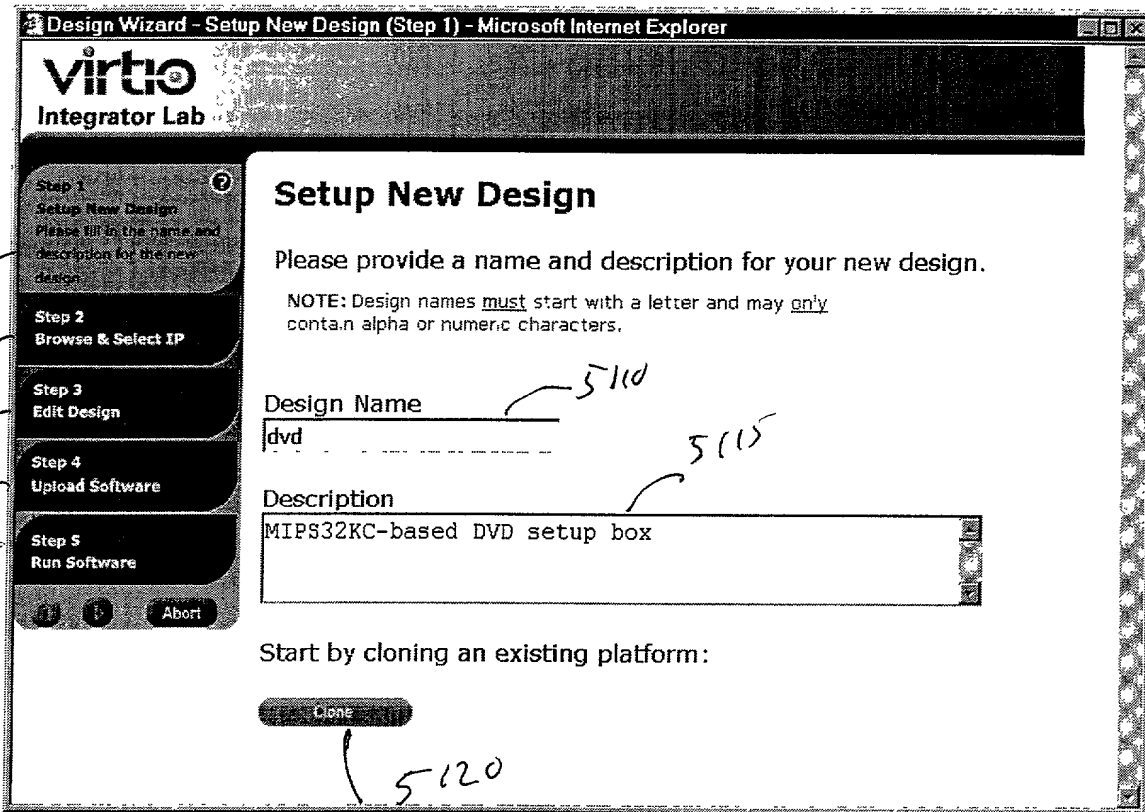 Design Wizard - Setup New Design (Step 1) - Microsoft Internet Explorer
virtio
Integrator Lab
Step 1
Setup New Design
Please fill in the name and
description for the new
design.
Step 2
Browse & Select IP
Step 3
Edit Design
Step 4
Upload Software
Step 5
Run Software
Abort
Setup New Design
Please provide a name and description for your new design.
NOTE: Design names must start with a letter and may only
contain alpha or numeric characters.
Design Name
5110
dvd
5115
Description
MIPS32KC-based DVD setup box
Start by cloning an existing platform:
Clone
5120